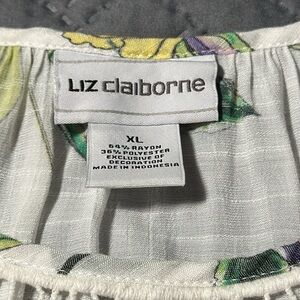 LIZ claiborne
XL
64% RAYON
36% POLYESTER
EXCLUSIVE OF
DECORATION
MADE IN INDONESIA